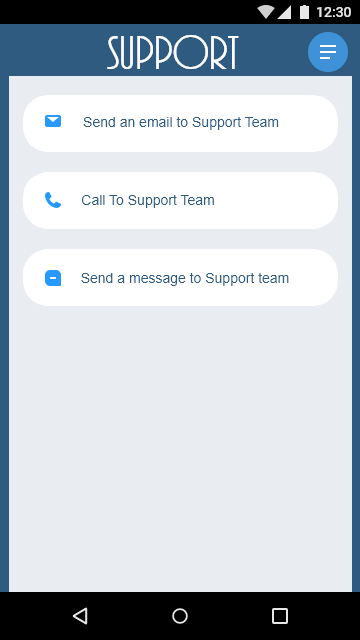 12:30
SUPPORT
Send an email to Support Team
Call To Support Team
Send a message to Support team